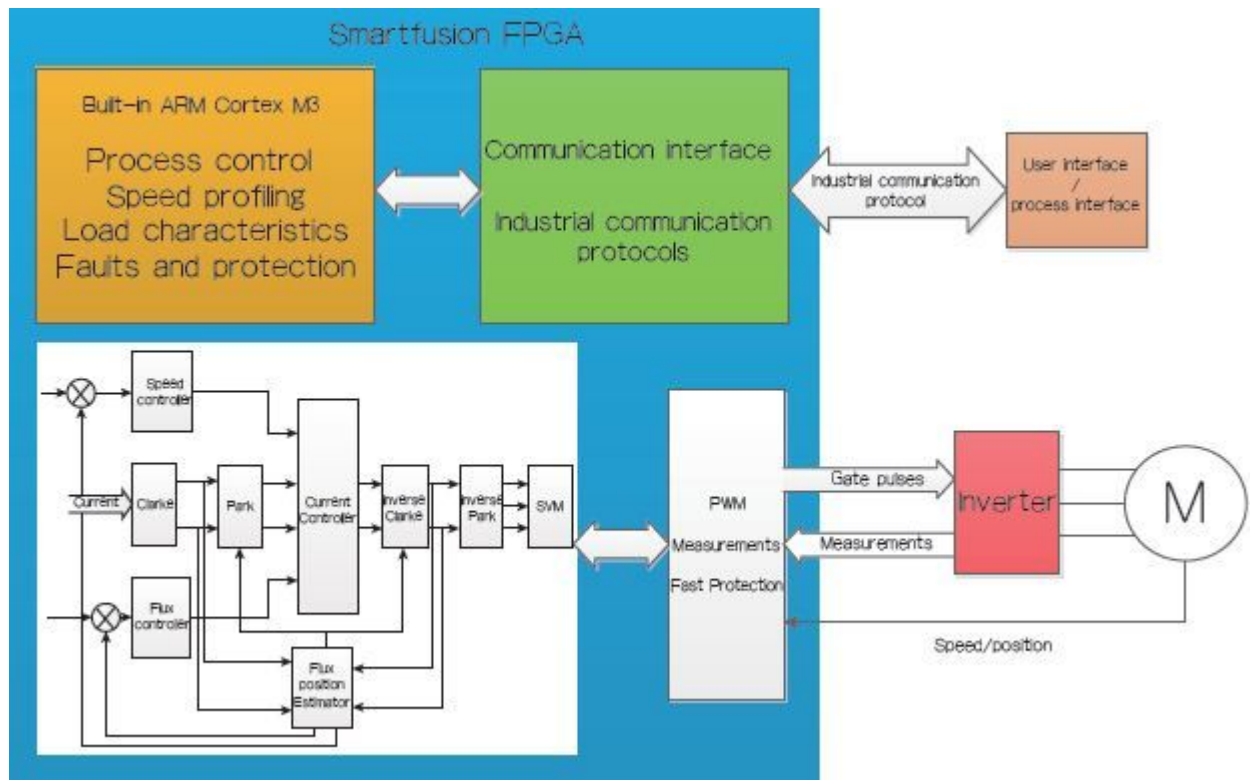 Smartfusion FPGA
Built-in ARM Cortex M3
Process control
Speed profiling
Load characteristics
Faults and protection
Communication interface
Industrial communication
protocols
Industrial communication
protocol
User interface
/
process interface
Speed
controller
Current
Clarke
Park
Current
Controller
Inverse
Clarke
Inverse
Park
SVM
Flux
controller
Flux
position
Estimator
PWM
Measurements
Fast Protection
Gate pulses
Measurements
Inverter
M
Speed/position